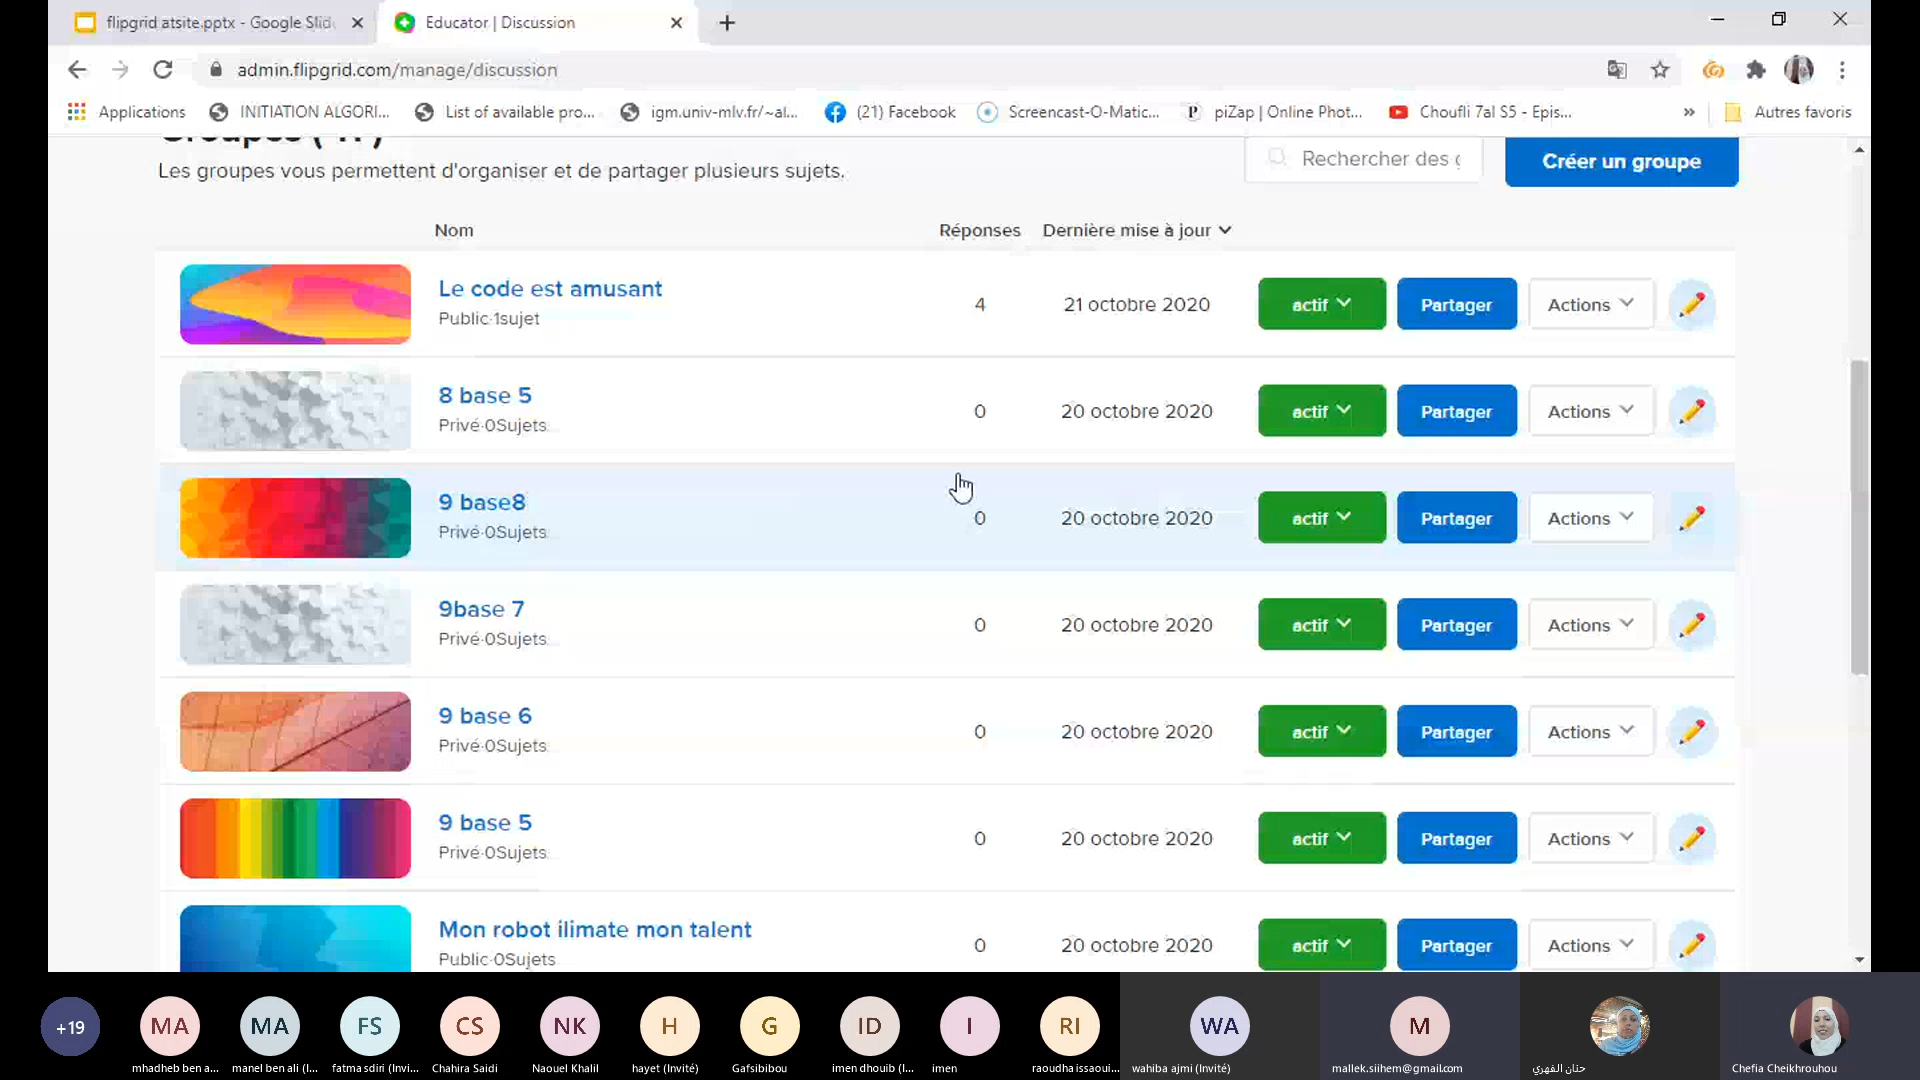 flipgrid atsite.pptx - Google Slid
Educator | Discussion
admin.flipgrid.com/manage/discussion
Applications
INITIATION ALGORI...
List of available pro...
igm.univ-mlv.fr/~al...
(21) Facebook
Screencast-O-Matic...
piZap | Online Phot...
Choufli 7al S5 - Epis...
»
Autres favoris
Les groupes vous permettent d'organiser et de partager plusieurs sujets.
Rechercher des g
Créer un groupe
Nom
Réponses
Dernière mise à jour
Le code est amusant
Public·1sujet
4
21 octobre 2020
actif
Partager
Actions
8 base 5
Privé·0Sujets
0
20 octobre 2020
actif
Partager
Actions
9 base8
Privé·0Sujets
0
20 octobre 2020
actif
Partager
Actions
9base 7
Privé·0Sujets
0
20 octobre 2020
actif
Partager
Actions
9 base 6
Privé·0Sujets
0
20 octobre 2020
actif
Partager
Actions
9 base 5
Privé·0Sujets
0
20 octobre 2020
actif
Partager
Actions
Mon robot ilimate mon talent
Public·0Sujets
0
20 octobre 2020
actif
Partager
Actions
+19
MA
mhadheb ben a...
MA
manel ben ali (I...
FS
fatma sdiri (Invi...
CS
Chahira Saidi
NK
Naouel Khalil
H
hayet (Invité)
G
Gafsibibou
ID
imen dhouib (I...
I
imen
RI
raoudha issaoui...
WA
wahiba ajmi (Invité)
M
mallek.siihem@gmail.com
حنان الفهري
Chefia Cheikhrouhou